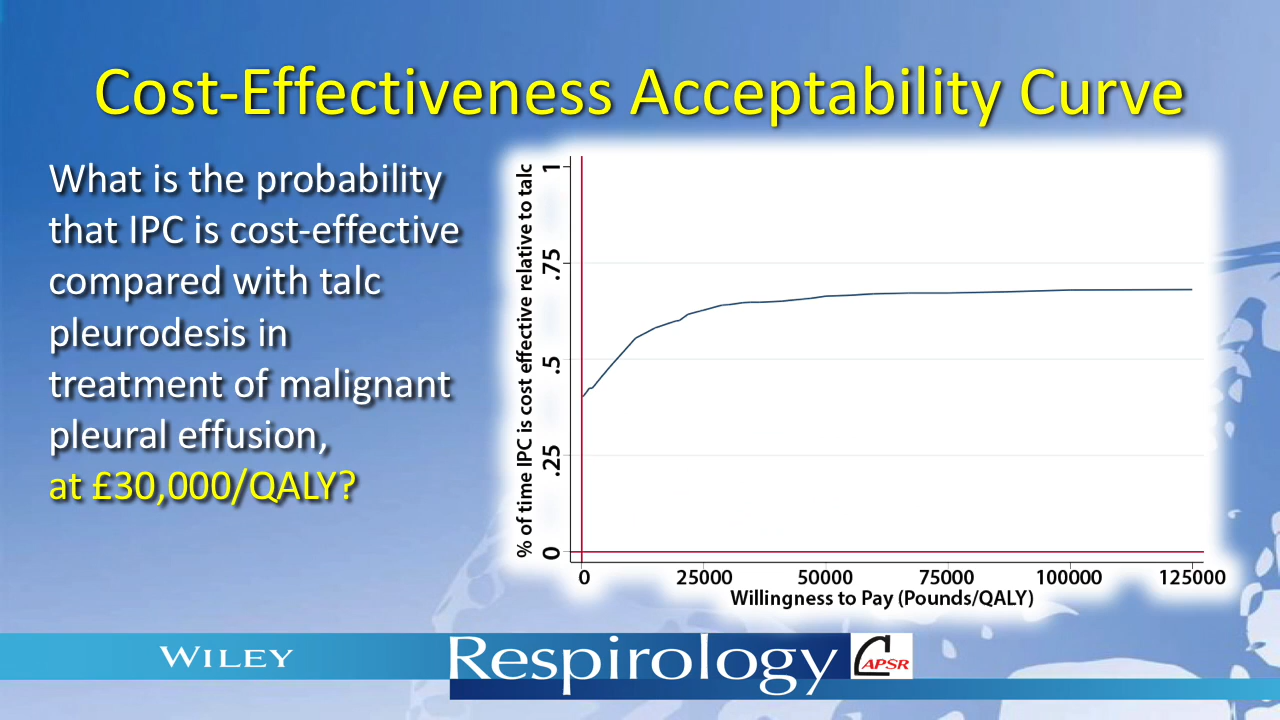 Cost-Effectiveness Acceptability Curve
What is the probability
that IPC is cost-effective
compared with talc
pleurodesis in
treatment of malignant
pleural effusion,
at £30,000/QALY?
% of time IPC is cost effective relative to talc
1
.75
.5
.25
0
0 25000 50000 75000 100000 125000
Willingness to Pay (Pounds/QALY)
WILEY
Respirology
APSR